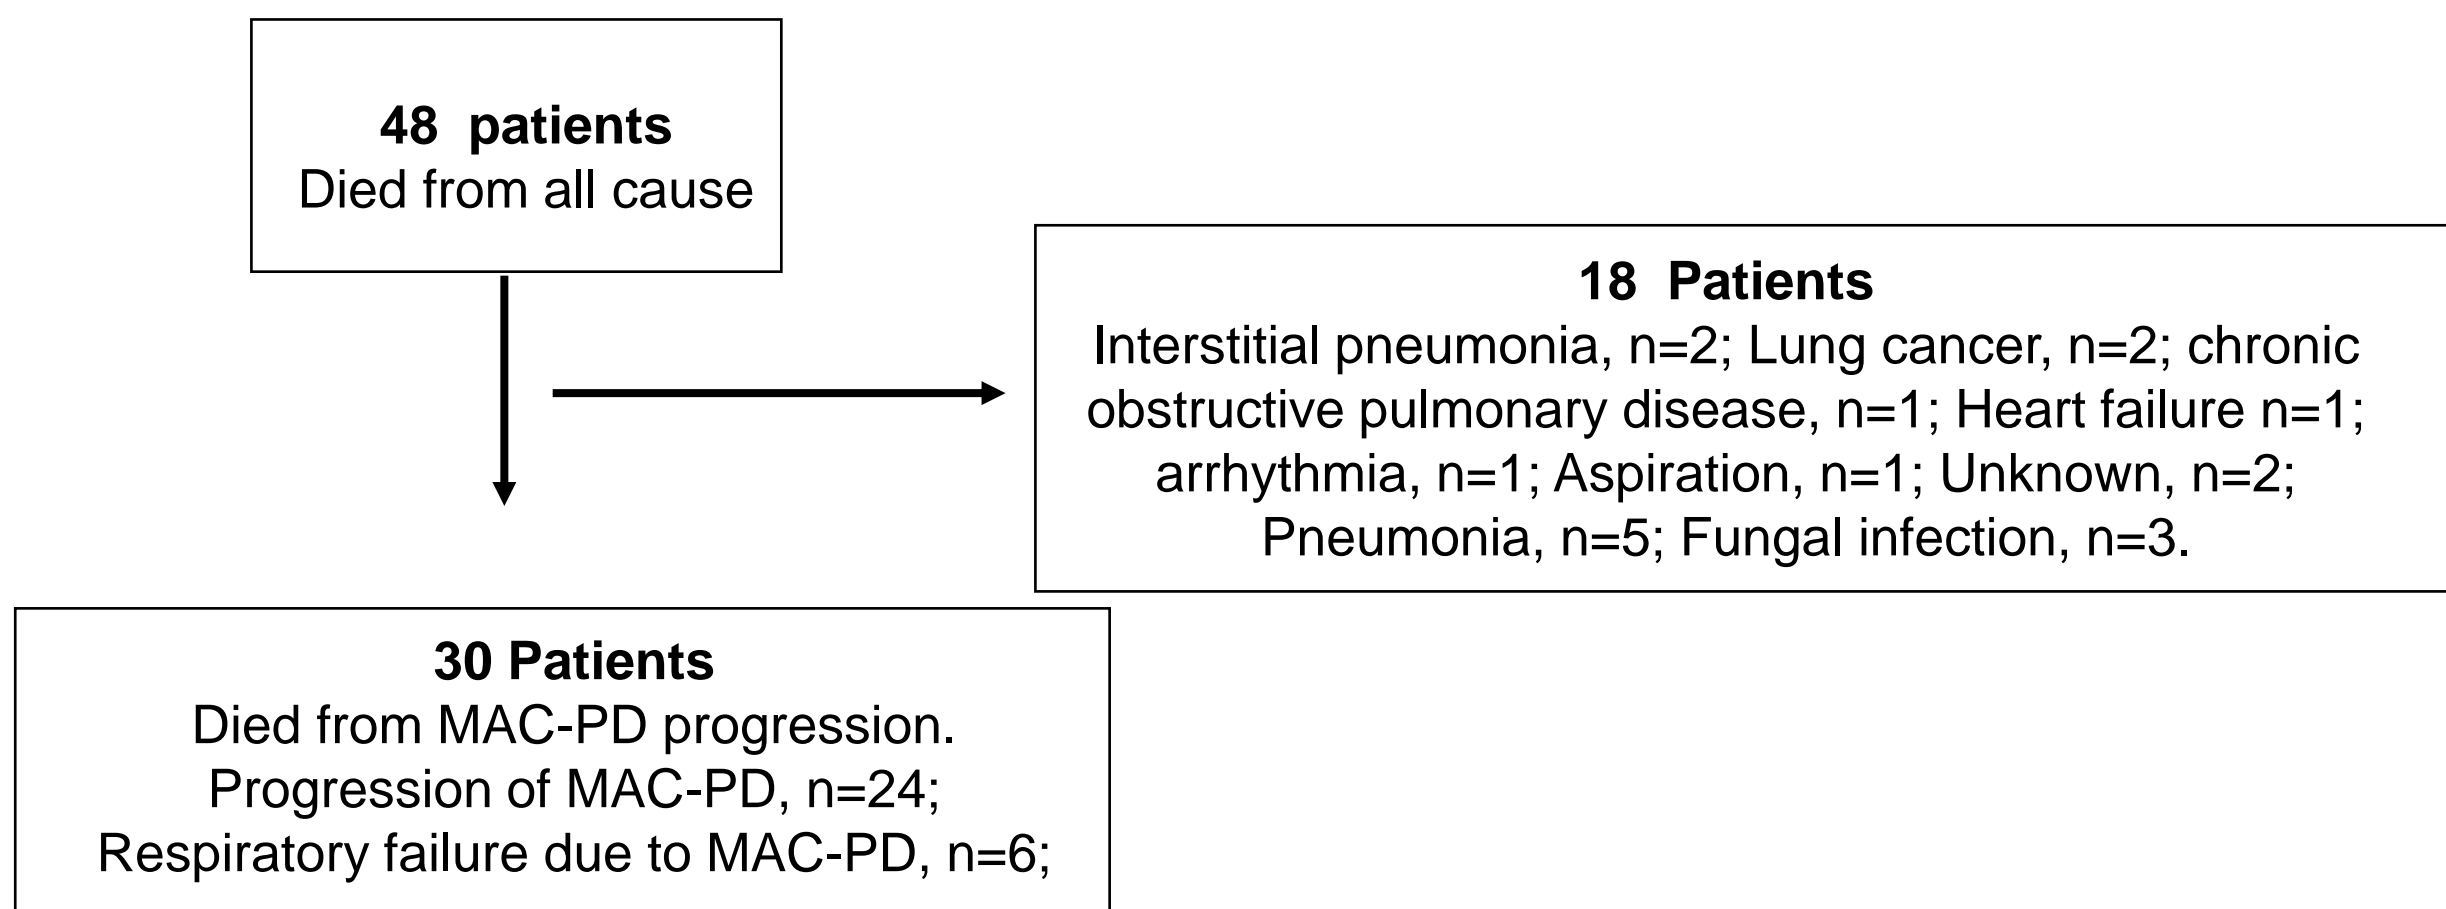 48  patients
Died from all cause
18  Patients
Interstitial pneumonia, n=2; Lung cancer, n=2; chronic
obstructive pulmonary disease, n=1; Heart failure n=1;
arrhythmia, n=1; Aspiration, n=1; Unknown, n=2;
Pneumonia, n=5; Fungal infection, n=3.
30 Patients
Died from MAC-PD progression.
Progression of MAC-PD, n=24;
Respiratory failure due to MAC-PD, n=6;